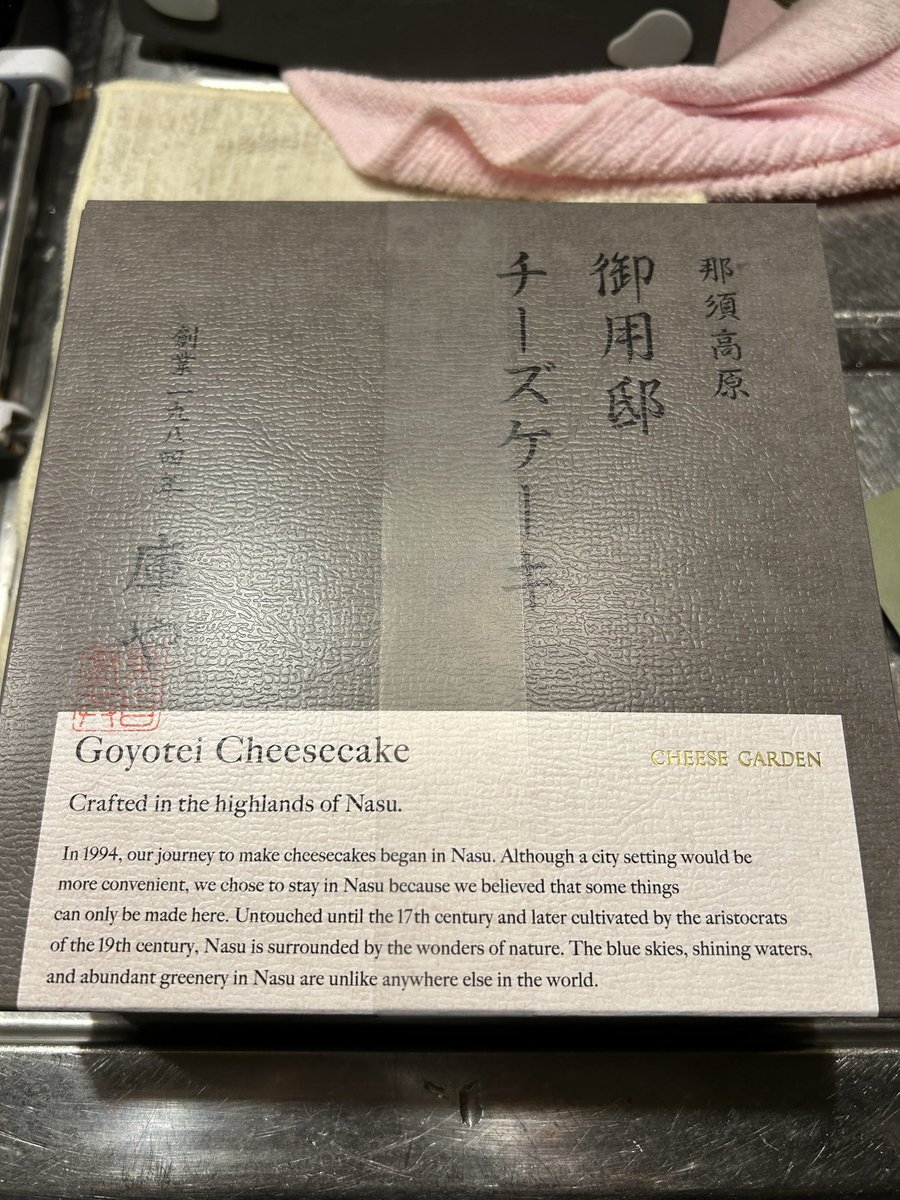 那須高原
御用邸
チーズケーキ
創業一九八四年
庫や
Goyotei Cheesecake
CHEESE GARDEN
Crafted in the highlands of Nasu.
In 1994, our journey to make cheesecakes began in Nasu. Although a city setting would be
more convenient, we chose to stay in Nasu because we believed that some things
can only be made here. Untouched until the 17th century and later cultivated by the aristocrats
of the 19th century, Nasu is surrounded by the wonders of nature. The blue skies, shining waters,
and abundant greenery in Nasu are unlike anywhere else in the world.